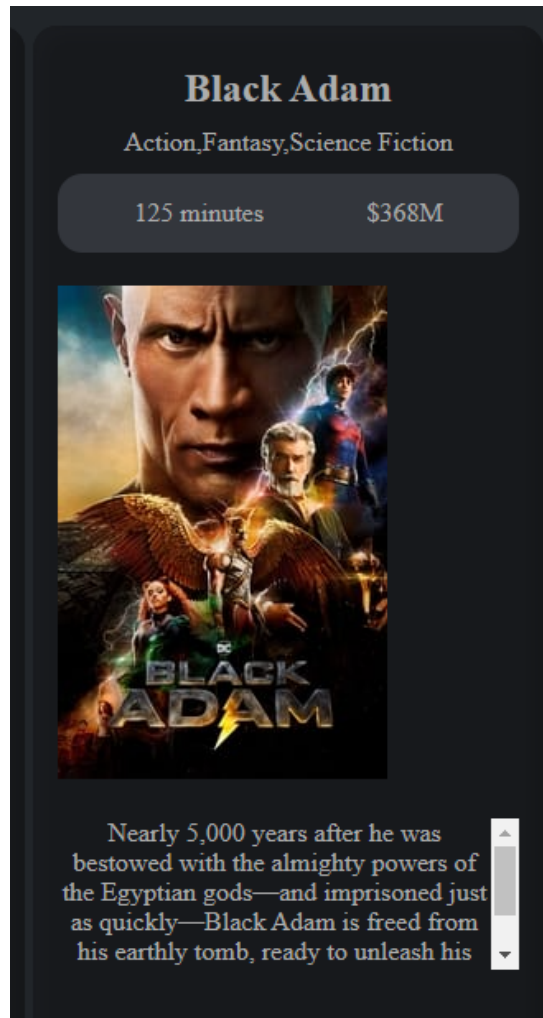 Black Adam
Action,Fantasy,Science Fiction
125 minutes
$368M
DC
BLACK
ADAM
Nearly 5,000 years after he was
bestowed with the almighty powers of
the Egyptian gods—and imprisoned just
as quickly—Black Adam is freed from
his earthly tomb, ready to unleash his